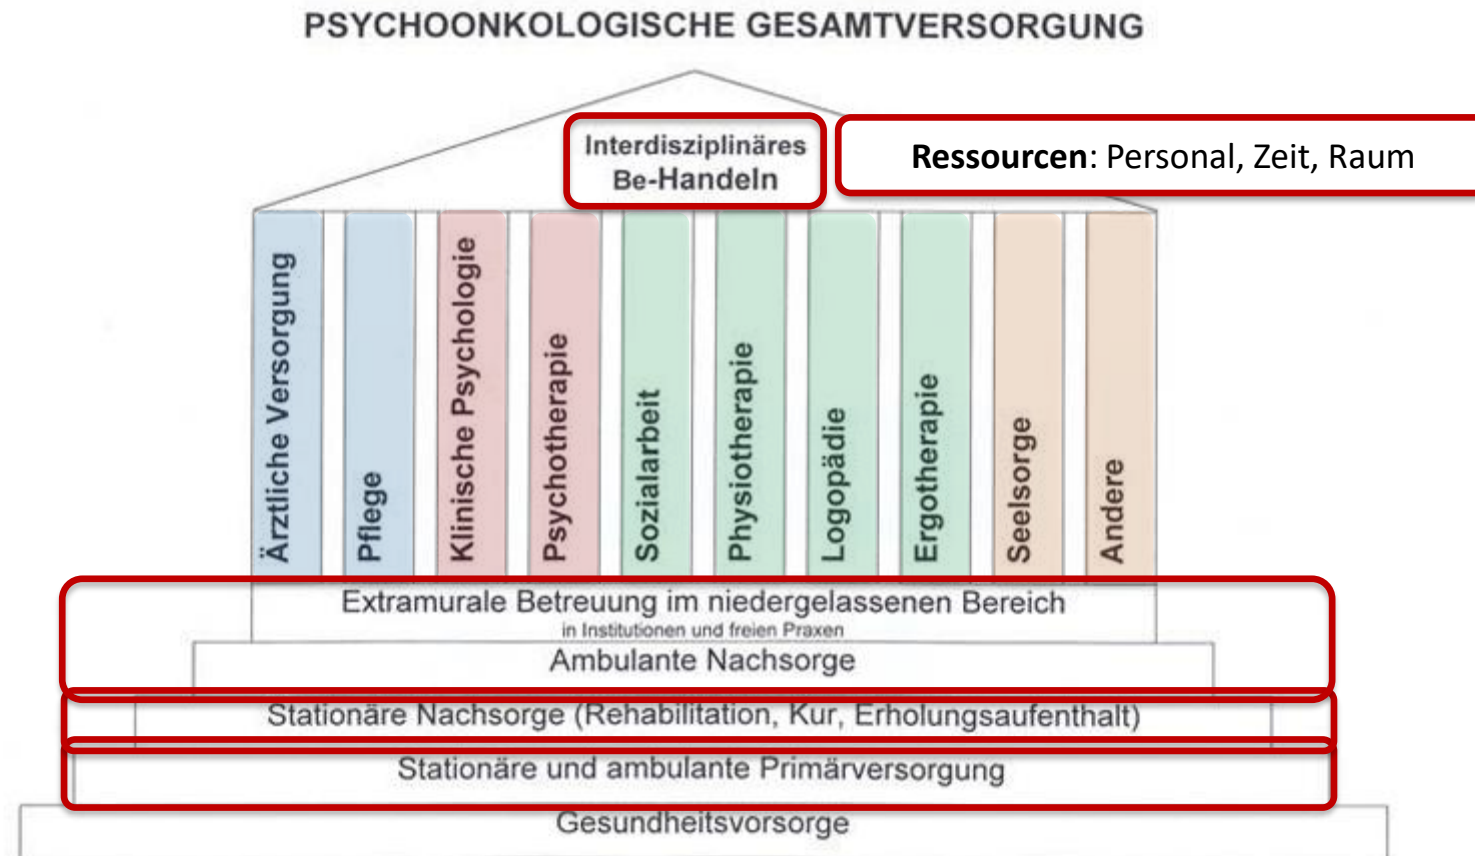 PSYCHOONKOLOGISCHE GESAMTVERSORGUNG
Interdisziplinäres
Be-Handeln
Ressourcen: Personal, Zeit, Raum
Ärztliche Versorgung
Pflege
Klinische Psychologie
Psychotherapie
Sozialarbeit
Physiotherapie
Logopädie
Ergotherapie
Seelsorge
Andere
Extramurale Betreuung im niedergelassenen Bereich
in Institutionen und freien Praxen
Ambulante Nachsorge
Stationäre Nachsorge (Rehabilitation, Kur, Erholungsaufenthalt)
Stationäre und ambulante Primärversorgung
Gesundheitsvorsorge